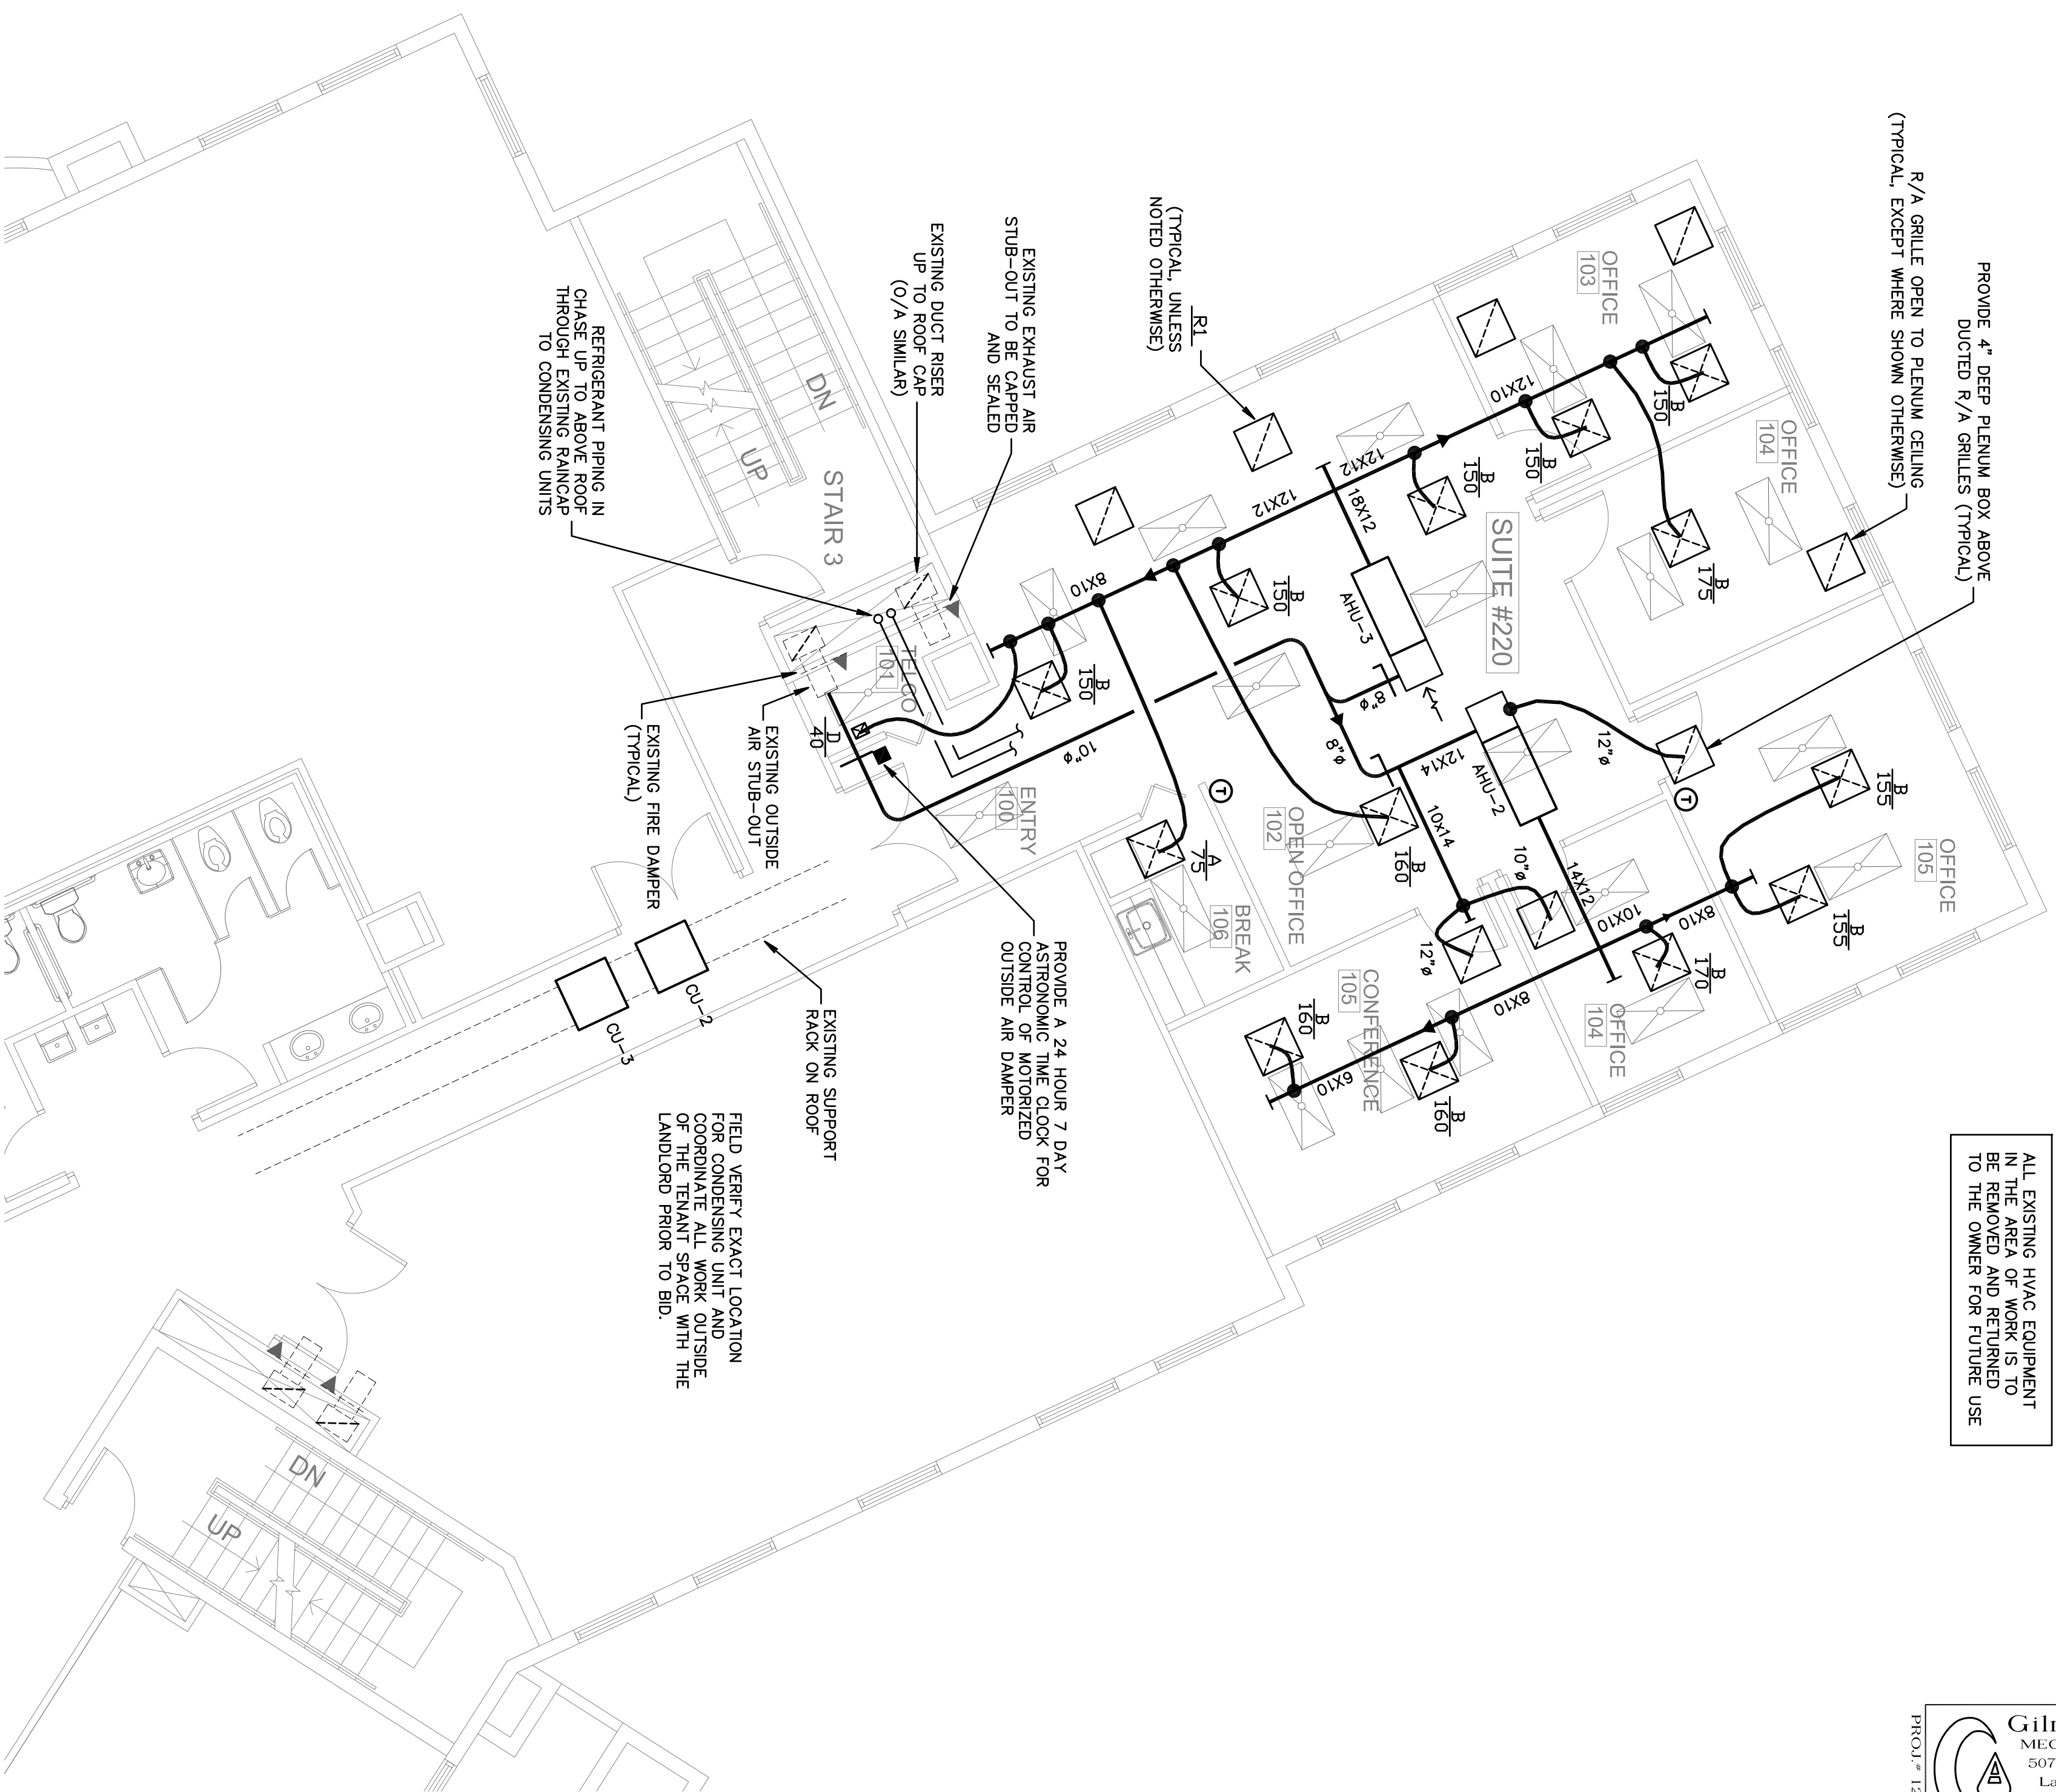 PROVIDE 4" DEEP PLENUM BOX ABOVE
DUCTED R/A GRILLES (TYPICAL)
R/A GRILLE OPEN TO PLENUM CEILING
(TYPICAL, EXCEPT WHERE SHOWN OTHERWISE)
ALL EXISTING HVAC EQUIPMENT
IN THE AREA OF WORK IS TO
BE REMOVED AND RETURNED
TO THE OWNER FOR FUTURE USE
OFFICE
103
OFFICE
104
OFFICE
105
OFFICE
104
SUITE #220
CONFERENCE
105
OPEN OFFICE
102
BREAK
106
ENTRY
100
TELCO
101
STAIR 3
B
150
B
150
B
175
B
150
B
150
B
150
B
155
B
155
B
170
B
160
B
160
B
160
A
75
D
40
12X10
12X12
18X12
12X12
8X10
AHU-3
AHU-2
8"ø
8"ø
12X14
10x14
12"ø
10"ø
12"ø
14X12
10X10
8X10
8X10
6X10
10"ø
T
T
R1
(TYPICAL, UNLESS
NOTED OTHERWISE)
EXISTING EXHAUST AIR
STUB-OUT TO BE CAPPED
AND SEALED
EXISTING DUCT RISER
UP TO ROOF CAP
(O/A SIMILAR)
REFRIGERANT PIPING IN
CHASE UP TO ABOVE ROOF
THROUGH EXISTING RAINCAP
TO CONDENSING UNITS
EXISTING OUTSIDE
AIR STUB-OUT
EXISTING FIRE DAMPER
(TYPICAL)
PROVIDE A 24 HOUR 7 DAY
ASTRONOMIC TIME CLOCK FOR
CONTROL OF MOTORIZED
OUTSIDE AIR DAMPER
EXISTING SUPPORT
RACK ON ROOF
CU-2
CU-3
FIELD VERIFY EXACT LOCATION
FOR CONDENSING UNIT AND
COORDINATE ALL WORK OUTSIDE
OF THE TENANT SPACE WITH THE
LANDLORD PRIOR TO BID.
DN
UP
DN
UP
Giln
MEC
507
La
PROJ.# 12